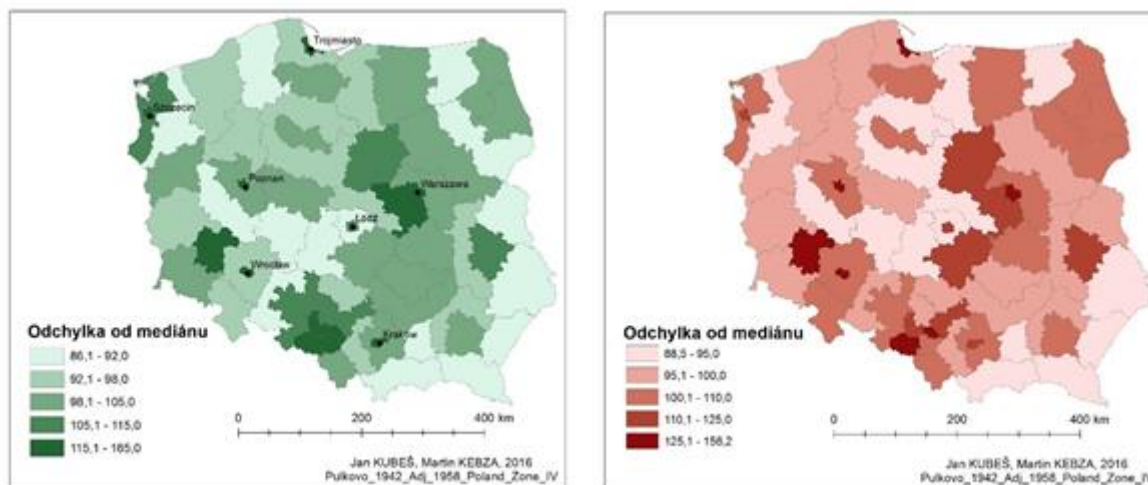 Trójmiasto
Szczecin
Poznań
Warszawa
Łódź
Wrocław
Kraków
Odchylka od mediánu
86,1 - 92,0
92,1 - 98,0
98,1 - 105,0
105,1 - 115,0
115,1 - 165,0
0 200 400 km
Jan KUBEŠ, Martin KEBZA, 2016
Pulkovo_1942_Adj_1958_Poland_Zone_IV
Odchylka od mediánu
88,5 - 95,0
95,1 - 100,0
100,1 - 110,0
110,1 - 125,0
125,1 - 156,2
0 200 400 km
Jan KUBEŠ, Martin KEBZA, 2016
Pulkovo_1942_Adj_1958_Poland_Zone_IV